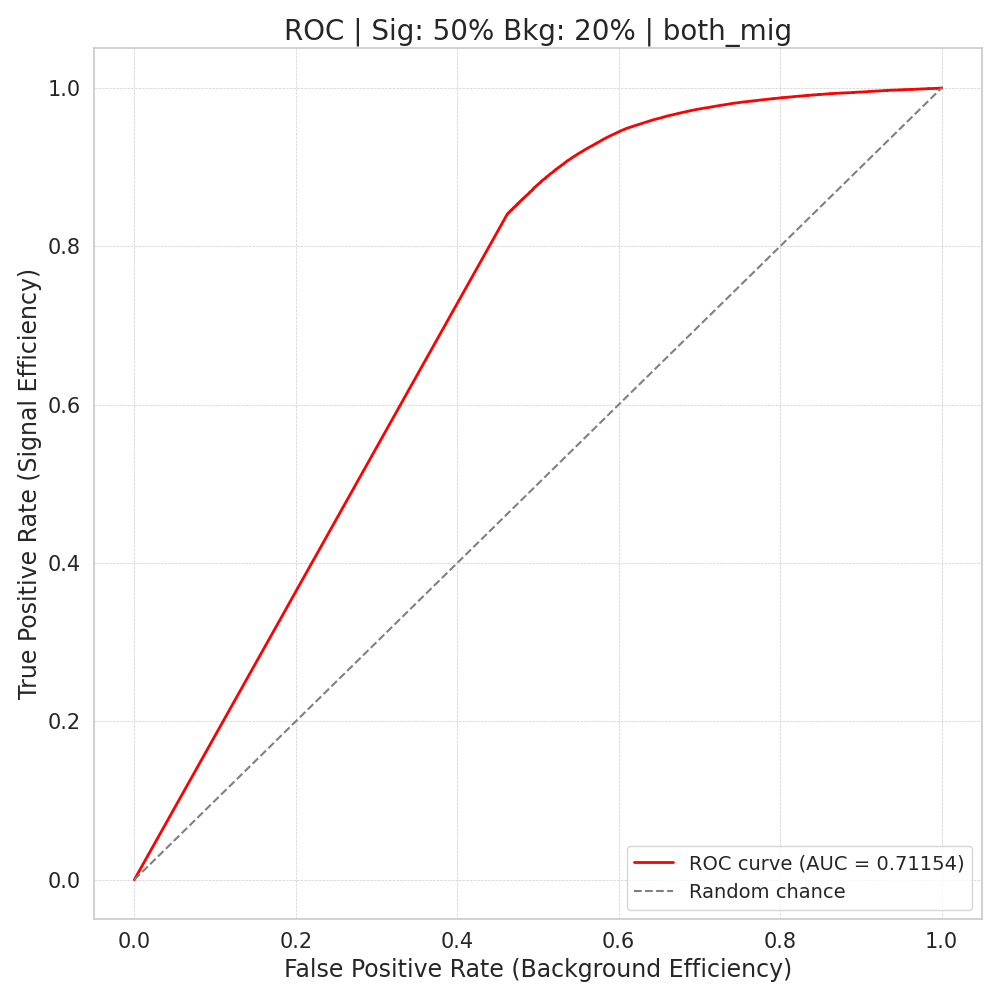 ROC | Sig: 50% Bkg: 20% | both_mig
True Positive Rate (Signal Efficiency)
1.0
0.8
0.6
0.4
0.2
0.0
ROC curve (AUC = 0.71154)
Random chance
0.0 0.2 0.4 0.6 0.8 1.0
False Positive Rate (Background Efficiency)